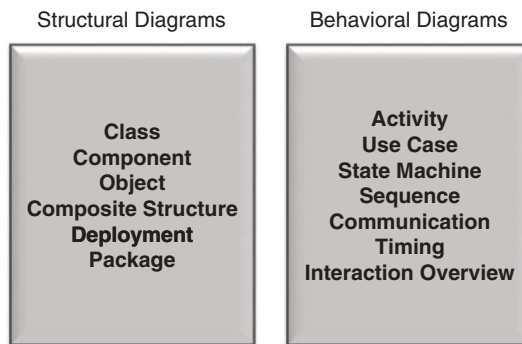 Structural Diagrams
Class
Component
Object
Composite Structure
Deployment
Package
Behavioral Diagrams
Activity
Use Case
State Machine
Sequence
Communication
Timing
Interaction Overview